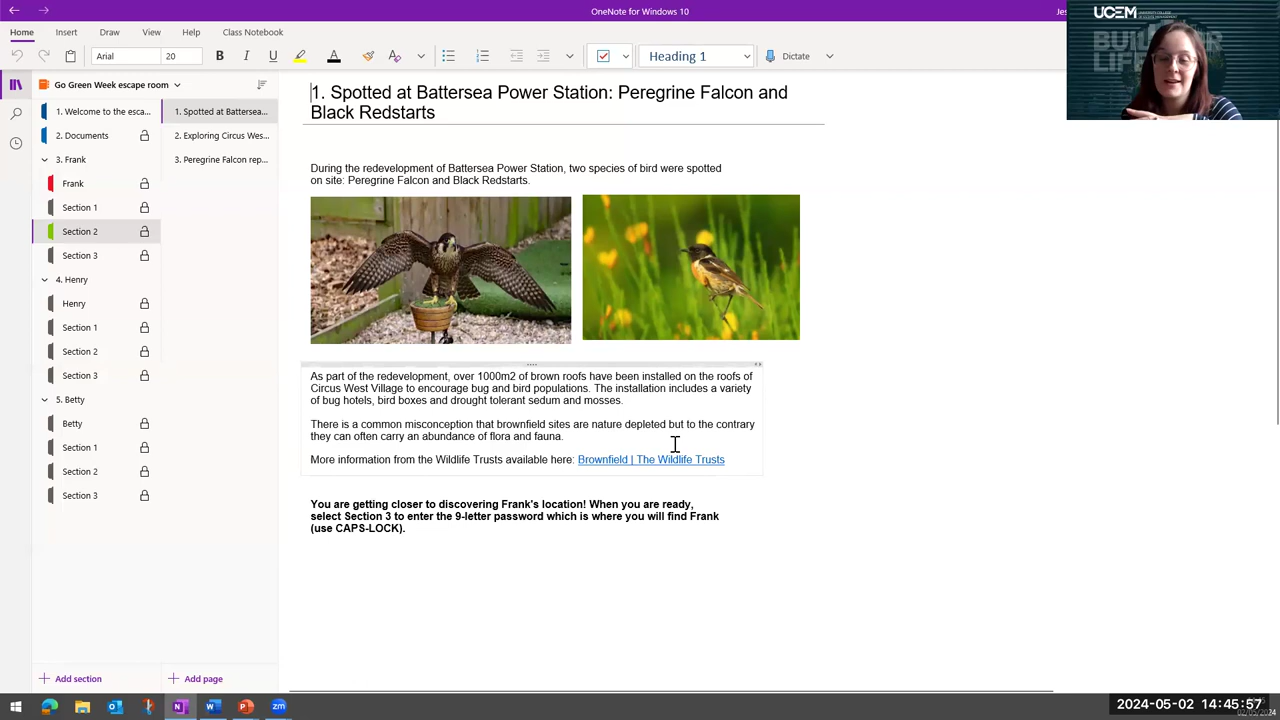 OneNote for Windows 10
Jes
UCEM
UNIVERSITY COLLEGE
OF ESTATE MANAGEMENT
Home Insert Draw View Help Class Notebook
Arial 20 B I U A Heading 1 Dictate
Go Green Week escape room
1. Welcome to the esca...
2. Documents
3. Frank
Frank
Section 1
Section 2
Section 3
4. Henry
Henry
Section 1
Section 2
Section 3
5. Betty
Betty
Section 1
Section 2
Section 3
Add section
1. Spotted at Battersea...
2. Exploring Circus Wes...
3. Peregrine Falcon rep...
Add page
1. Spotted at Battersea Power Station: Peregrine Falcon and
Black Redstarts
During the redevelopment of Battersea Power Station, two species of bird were spotted
on site: Peregrine Falcon and Black Redstarts.
As part of the redevelopment, over 1000m2 of brown roofs have been installed on the roofs of
Circus West Village to encourage bug and bird populations. The installation includes a variety
of bug hotels, bird boxes and drought tolerant sedum and mosses.
There is a common misconception that brownfield sites are nature depleted but to the contrary
they can often carry an abundance of flora and fauna.
More information from the Wildlife Trusts available here: Brownfield | The Wildlife Trusts
You are getting closer to discovering Frank's location! When you are ready,
select Section 3 to enter the 9-letter password which is where you will find Frank
(use CAPS-LOCK).
2024-05-02 14:45:57